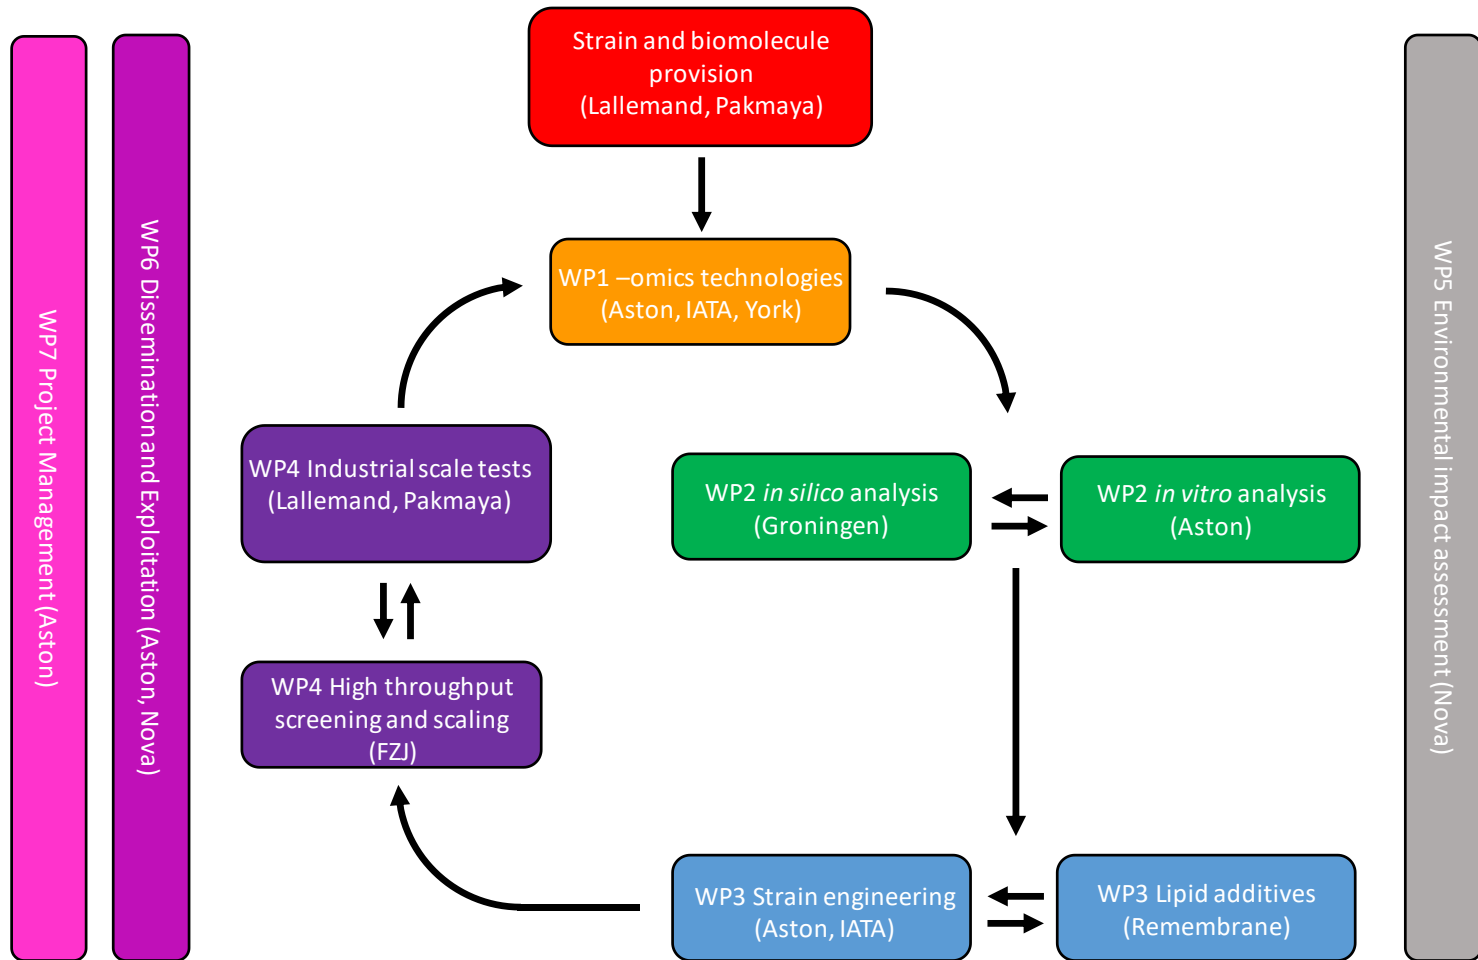 WP7 Project Management (Aston)
WP6 Dissemination and Exploitation (Aston, Nova)
Strain and biomolecule
provision
(Lallemand, Pakmaya)
WP1 –omics technologies
(Aston, IATA, York)
WP4 Industrial scale tests
(Lallemand, Pakmaya)
WP2 in silico analysis
(Groningen)
WP2 in vitro analysis
(Aston)
WP4 High throughput
screening and scaling
(FZJ)
WP3 Strain engineering
(Aston, IATA)
WP3 Lipid additives
(Remembrane)
WP5 Environmental impact assessment (Nova)